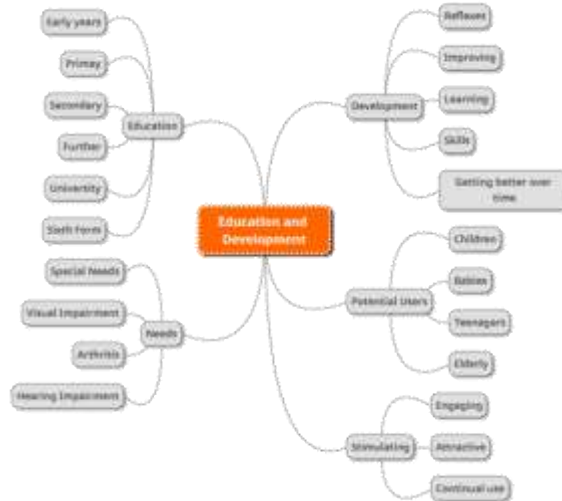 Early years
Primay
Secondary
Further
University
Sixth Form
Education
Special Needs
Visual Impairment
Arthritis
Hearing Impairment
Needs
Education and
Development
Development
Reflexes
Improving
Learning
Skills
Getting better over
time
Potential Users
Children
Babies
Teenagers
Elderly
Stimulating
Engaging
Attractive
Continual use